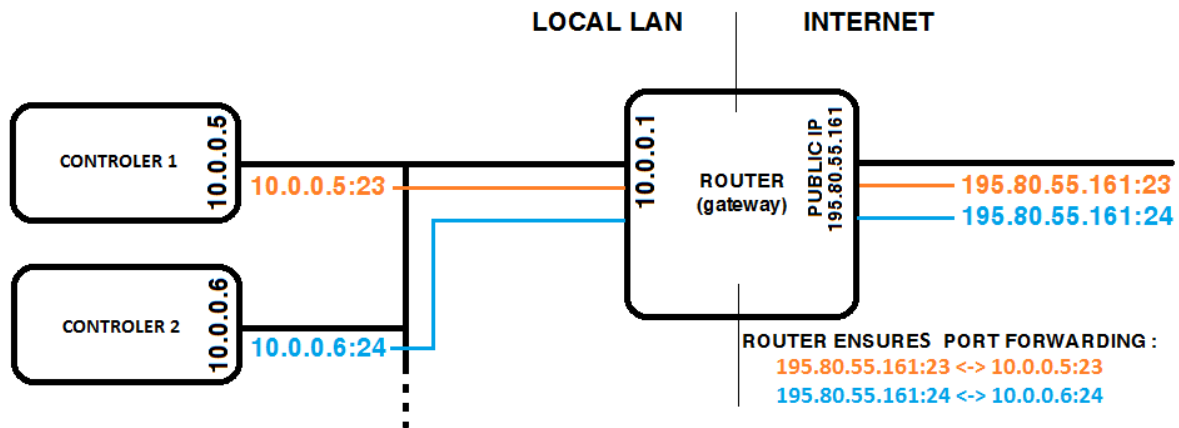 LOCAL LAN
INTERNET
CONTROLER 1
10.0.0.5
10.0.0.5:23
CONTROLER 2
10.0.0.6
10.0.0.6:24
10.0.0.1
ROUTER
(gateway)
PUBLIC IP
195.80.55.161
195.80.55.161:23
195.80.55.161:24
ROUTER ENSURES PORT FORWARDING :
195.80.55.161:23 <-> 10.0.0.5:23
195.80.55.161:24 <-> 10.0.0.6:24